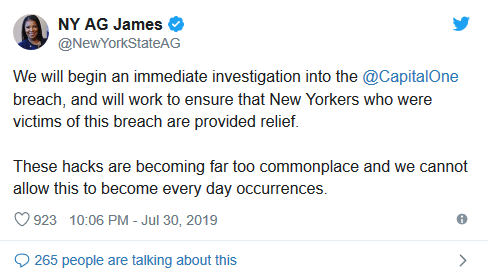 NY AG James
@NewYorkStateAG
We will begin an immediate investigation into the @CapitalOne
breach, and will work to ensure that New Yorkers who were
victims of this breach are provided relief.
These hacks are becoming far too commonplace and we cannot
allow this to become every day occurrences.
923 10:06 PM - Jul 30, 2019
265 people are talking about this